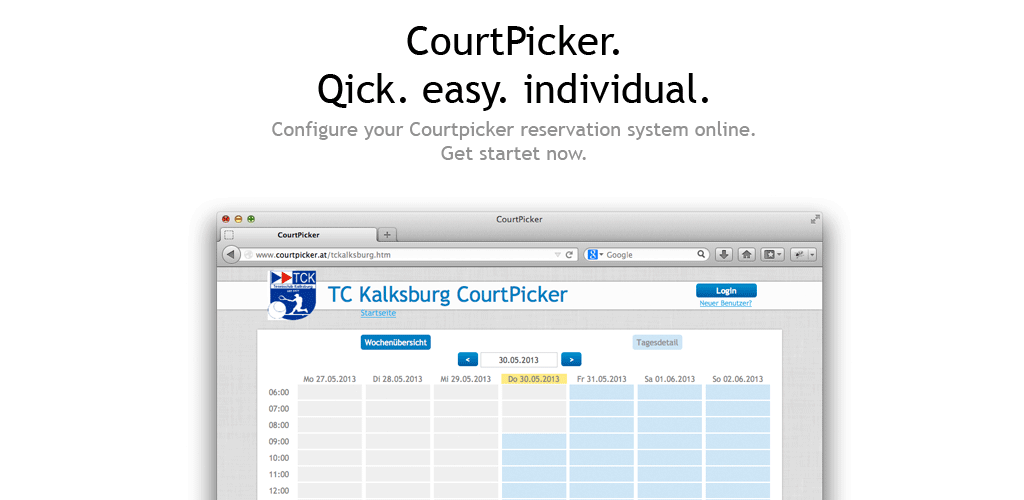 CourtPicker.
Qick. easy. individual.
Configure your Courtpicker reservation system online.
Get startet now.
CourtPicker
CourtPicker
www.courtpicker.at/tckalksburg.htm
Google
TCK
TC Kalksburg CourtPicker
Login
Neuer Benutzer?
Startseite
Wochenübersicht
Tagesdetail
< 30.05.2013 >
Mo 27.05.2013 Di 28.05.2013 Mi 29.05.2013 Do 30.05.2013 Fr 31.05.2013 Sa 01.06.2013 So 02.06.2013
06:00
07:00
08:00
09:00
10:00
11:00
12:00